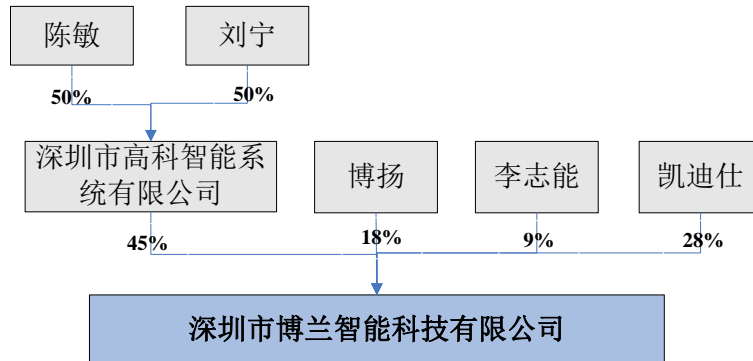 陈敏
刘宁
50%
50%
深圳市高科智能系
统有限公司
博扬
李志能
凯迪仕
45%
18%
9%
28%
深圳市博兰智能科技有限公司